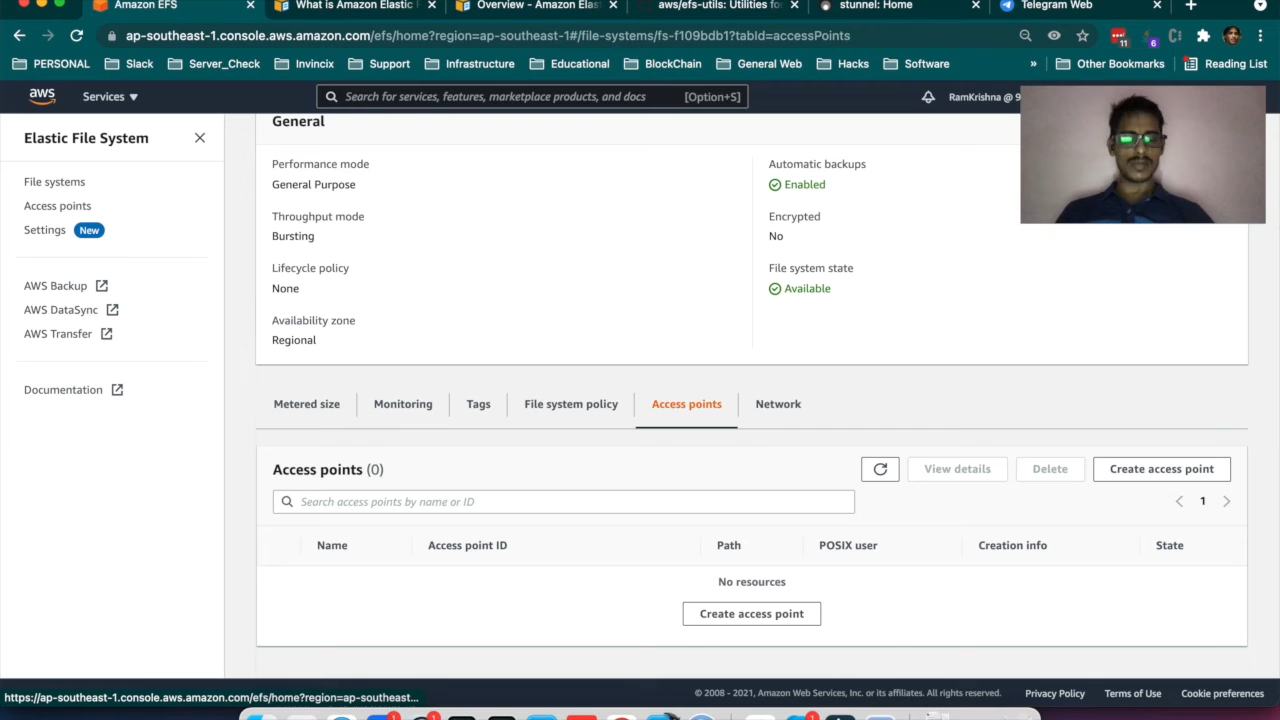 Amazon EFS
What is Amazon Elastic F
Overview - Amazon Elas
aws/efs-utils: Utilities fo
stunnel: Home
Telegram Web
ap-southeast-1.console.aws.amazon.com/efs/home?region=ap-southeast-1#/file-systems/fs-f109bdb1?tabId=accessPoints
11
6
PERSONAL
Slack
Server_Check
Invincix
Support
Infrastructure
Educational
BlockChain
General Web
Hacks
Software
»
Other Bookmarks
Reading List
aws
Services
Search for services, features, marketplace products, and docs
[Option+S]
RamKrishna @ 9
Elastic File System
File systems
Access points
Settings New
AWS Backup
AWS DataSync
AWS Transfer
Documentation
General
Performance mode
General Purpose
Throughput mode
Bursting
Lifecycle policy
None
Availability zone
Regional
Automatic backups
Enabled
Encrypted
No
File system state
Available
Metered size
Monitoring
Tags
File system policy
Access points
Network
Access points (0)
View details
Delete
Create access point
Search access points by name or ID
1
Name
Access point ID
Path
POSIX user
Creation info
State
No resources
Create access point
https://ap-southeast-1.console.aws.amazon.com/efs/home?region=ap-southeast...
© 2008 - 2021, Amazon Web Services, Inc. or its affiliates. All rights reserved.
Privacy Policy
Terms of Use
Cookie preferences